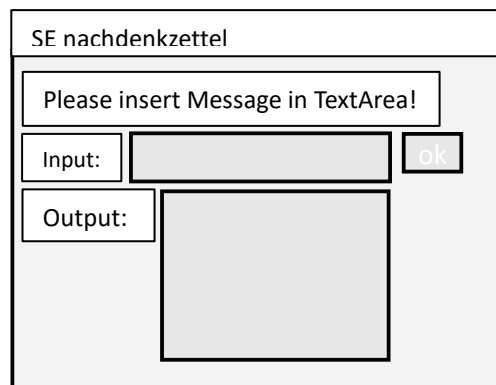 SE nachdenkzettel
Please insert Message in TextArea!
Input:
ok
Output: